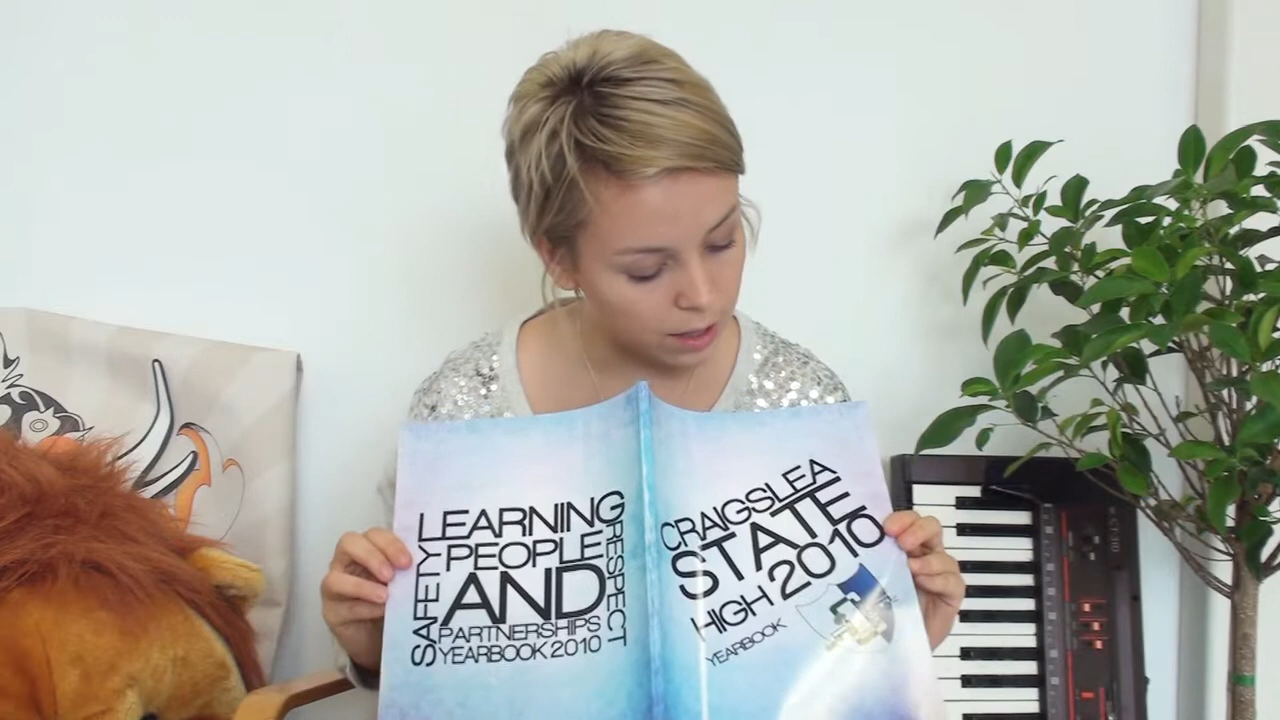 SAFETY
LEARNING
PEOPLE
AND
PARTNERSHIPS
YEARBOOK 2010
RESPECT
CRAIGSLEA
STATE
HIGH 2010
YEARBOOK